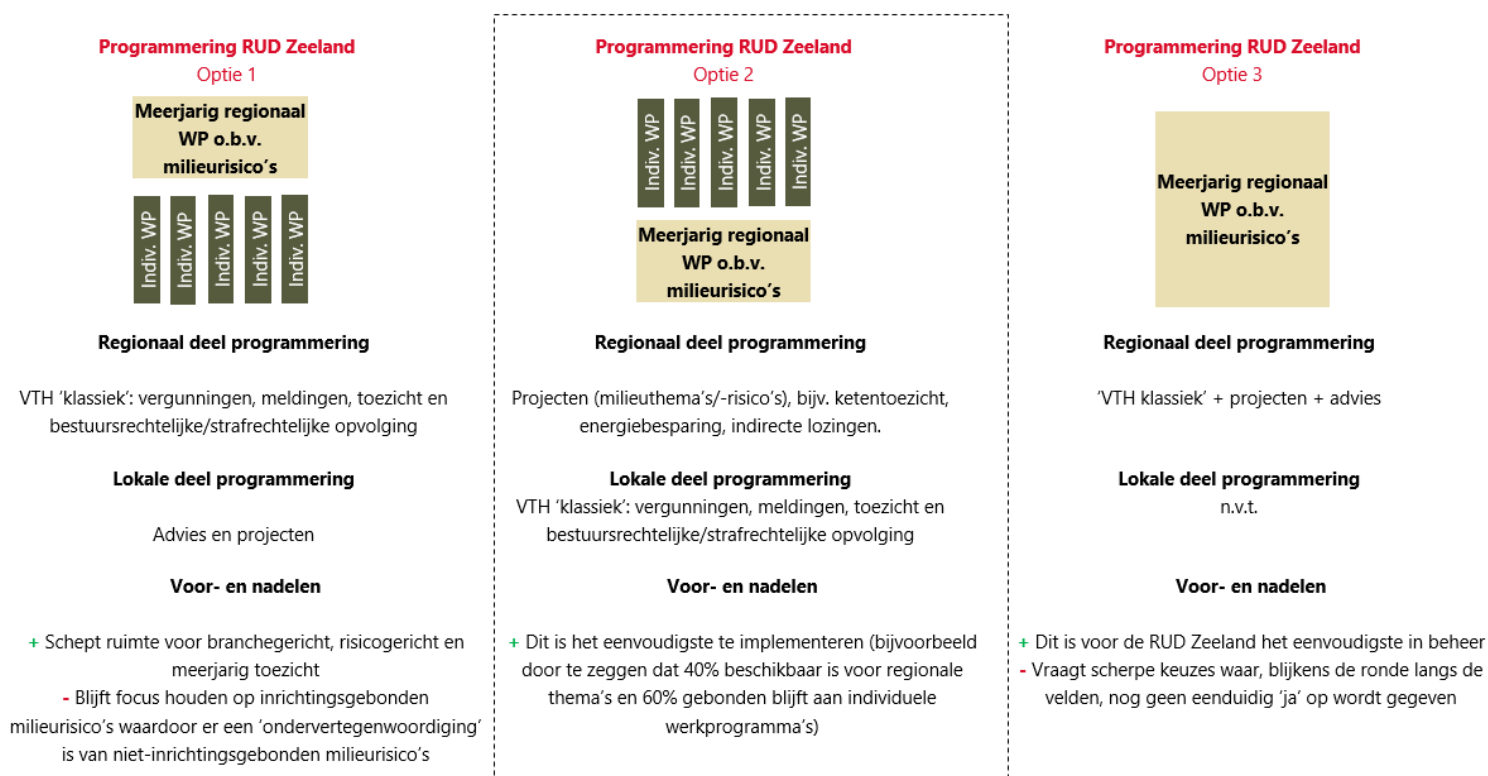 Programmering RUD Zeeland
Optie 1
Meerjarig regionaal
WP o.b.v.
milieurisico's
Indiv. WP
Indiv. WP
Indiv. WP
Indiv. WP
Indiv. WP
Regionaal deel programmering
VTH 'klassiek': vergunningen, meldingen, toezicht en
bestuursrechtelijke/strafrechtelijke opvolging
Lokale deel programmering
Advies en projecten
Voor- en nadelen
+ Schept ruimte voor branchegericht, risicogericht en
meerjarig toezicht
- Blijft focus houden op inrichtingsgebonden
milieurisico's waardoor er een 'ondervertegenwoordiging'
is van niet-inrichtingsgebonden milieurisico's
Programmering RUD Zeeland
Optie 2
Indiv. WP
Indiv. WP
Indiv. WP
Indiv. WP
Indiv. WP
Meerjarig regionaal
WP o.b.v.
milieurisico's
Regionaal deel programmering
Projecten (milieuthema's/-risico's), bijv. ketentoezicht,
energiebesparing, indirecte lozingen.
Lokale deel programmering
VTH 'klassiek': vergunningen, meldingen, toezicht en
bestuursrechtelijke/strafrechtelijke opvolging
Voor- en nadelen
+ Dit is het eenvoudigste te implementeren (bijvoorbeeld
door te zeggen dat 40% beschikbaar is voor regionale
thema's en 60% gebonden blijft aan individuele
werkprogramma's)
Programmering RUD Zeeland
Optie 3
Meerjarig regionaal
WP o.b.v.
milieurisico's
Regionaal deel programmering
'VTH klassiek' + projecten + advies
Lokale deel programmering
n.v.t.
Voor- en nadelen
+ Dit is voor de RUD Zeeland het eenvoudigste in beheer
- Vraagt scherpe keuzes waar, blijkens de ronde langs de
velden, nog geen eenduidig 'ja' op wordt gegeven